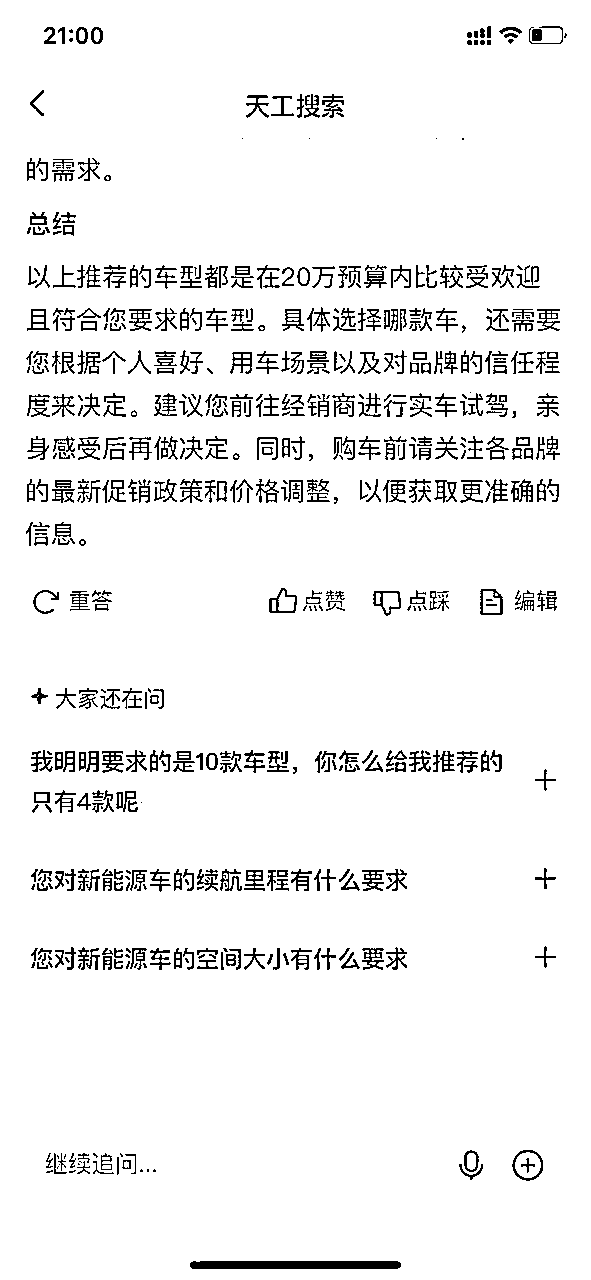 21:00
天工搜索
的需求。
总结
以上推荐的车型都是在20万预算内比较受欢迎
且符合您要求的车型。具体选择哪款车，还需要
您根据个人喜好、用车场景以及对品牌的信任程
度来决定。建议您前往经销商进行实车试驾，亲
身感受后再做决定。同时，购车前请关注各品牌
的最新促销政策和价格调整，以便获取更准确的
信息。
重答 点赞 点踩 编辑
大家还在问
我明明要求的是10款车型，你怎么给我推荐的
只有4款呢
您对新能源车的续航里程有什么要求
您对新能源车的空间大小有什么要求
继续追问...